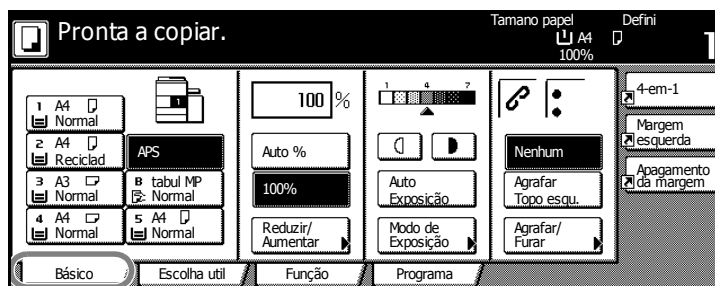 Pronta a copiar.
Tamano papel
A4
100%
Defini
1
1 A4
Normal
2 A4
Reciclad
3 A3
Normal
4 A4
Normal
1
APS
B tabul MP
Normal
5 A4
Normal
100 %
Auto %
100%
Reduzir/
Aumentar
1 4 7
Auto
Exposição
Modo de
Exposição
Nenhum
Agrafar
Topo esqu.
Agrafar/
Furar
4-em-1
Margem
esquerda
Apagamento
da margem
Básico
Escolha util
Função
Programa